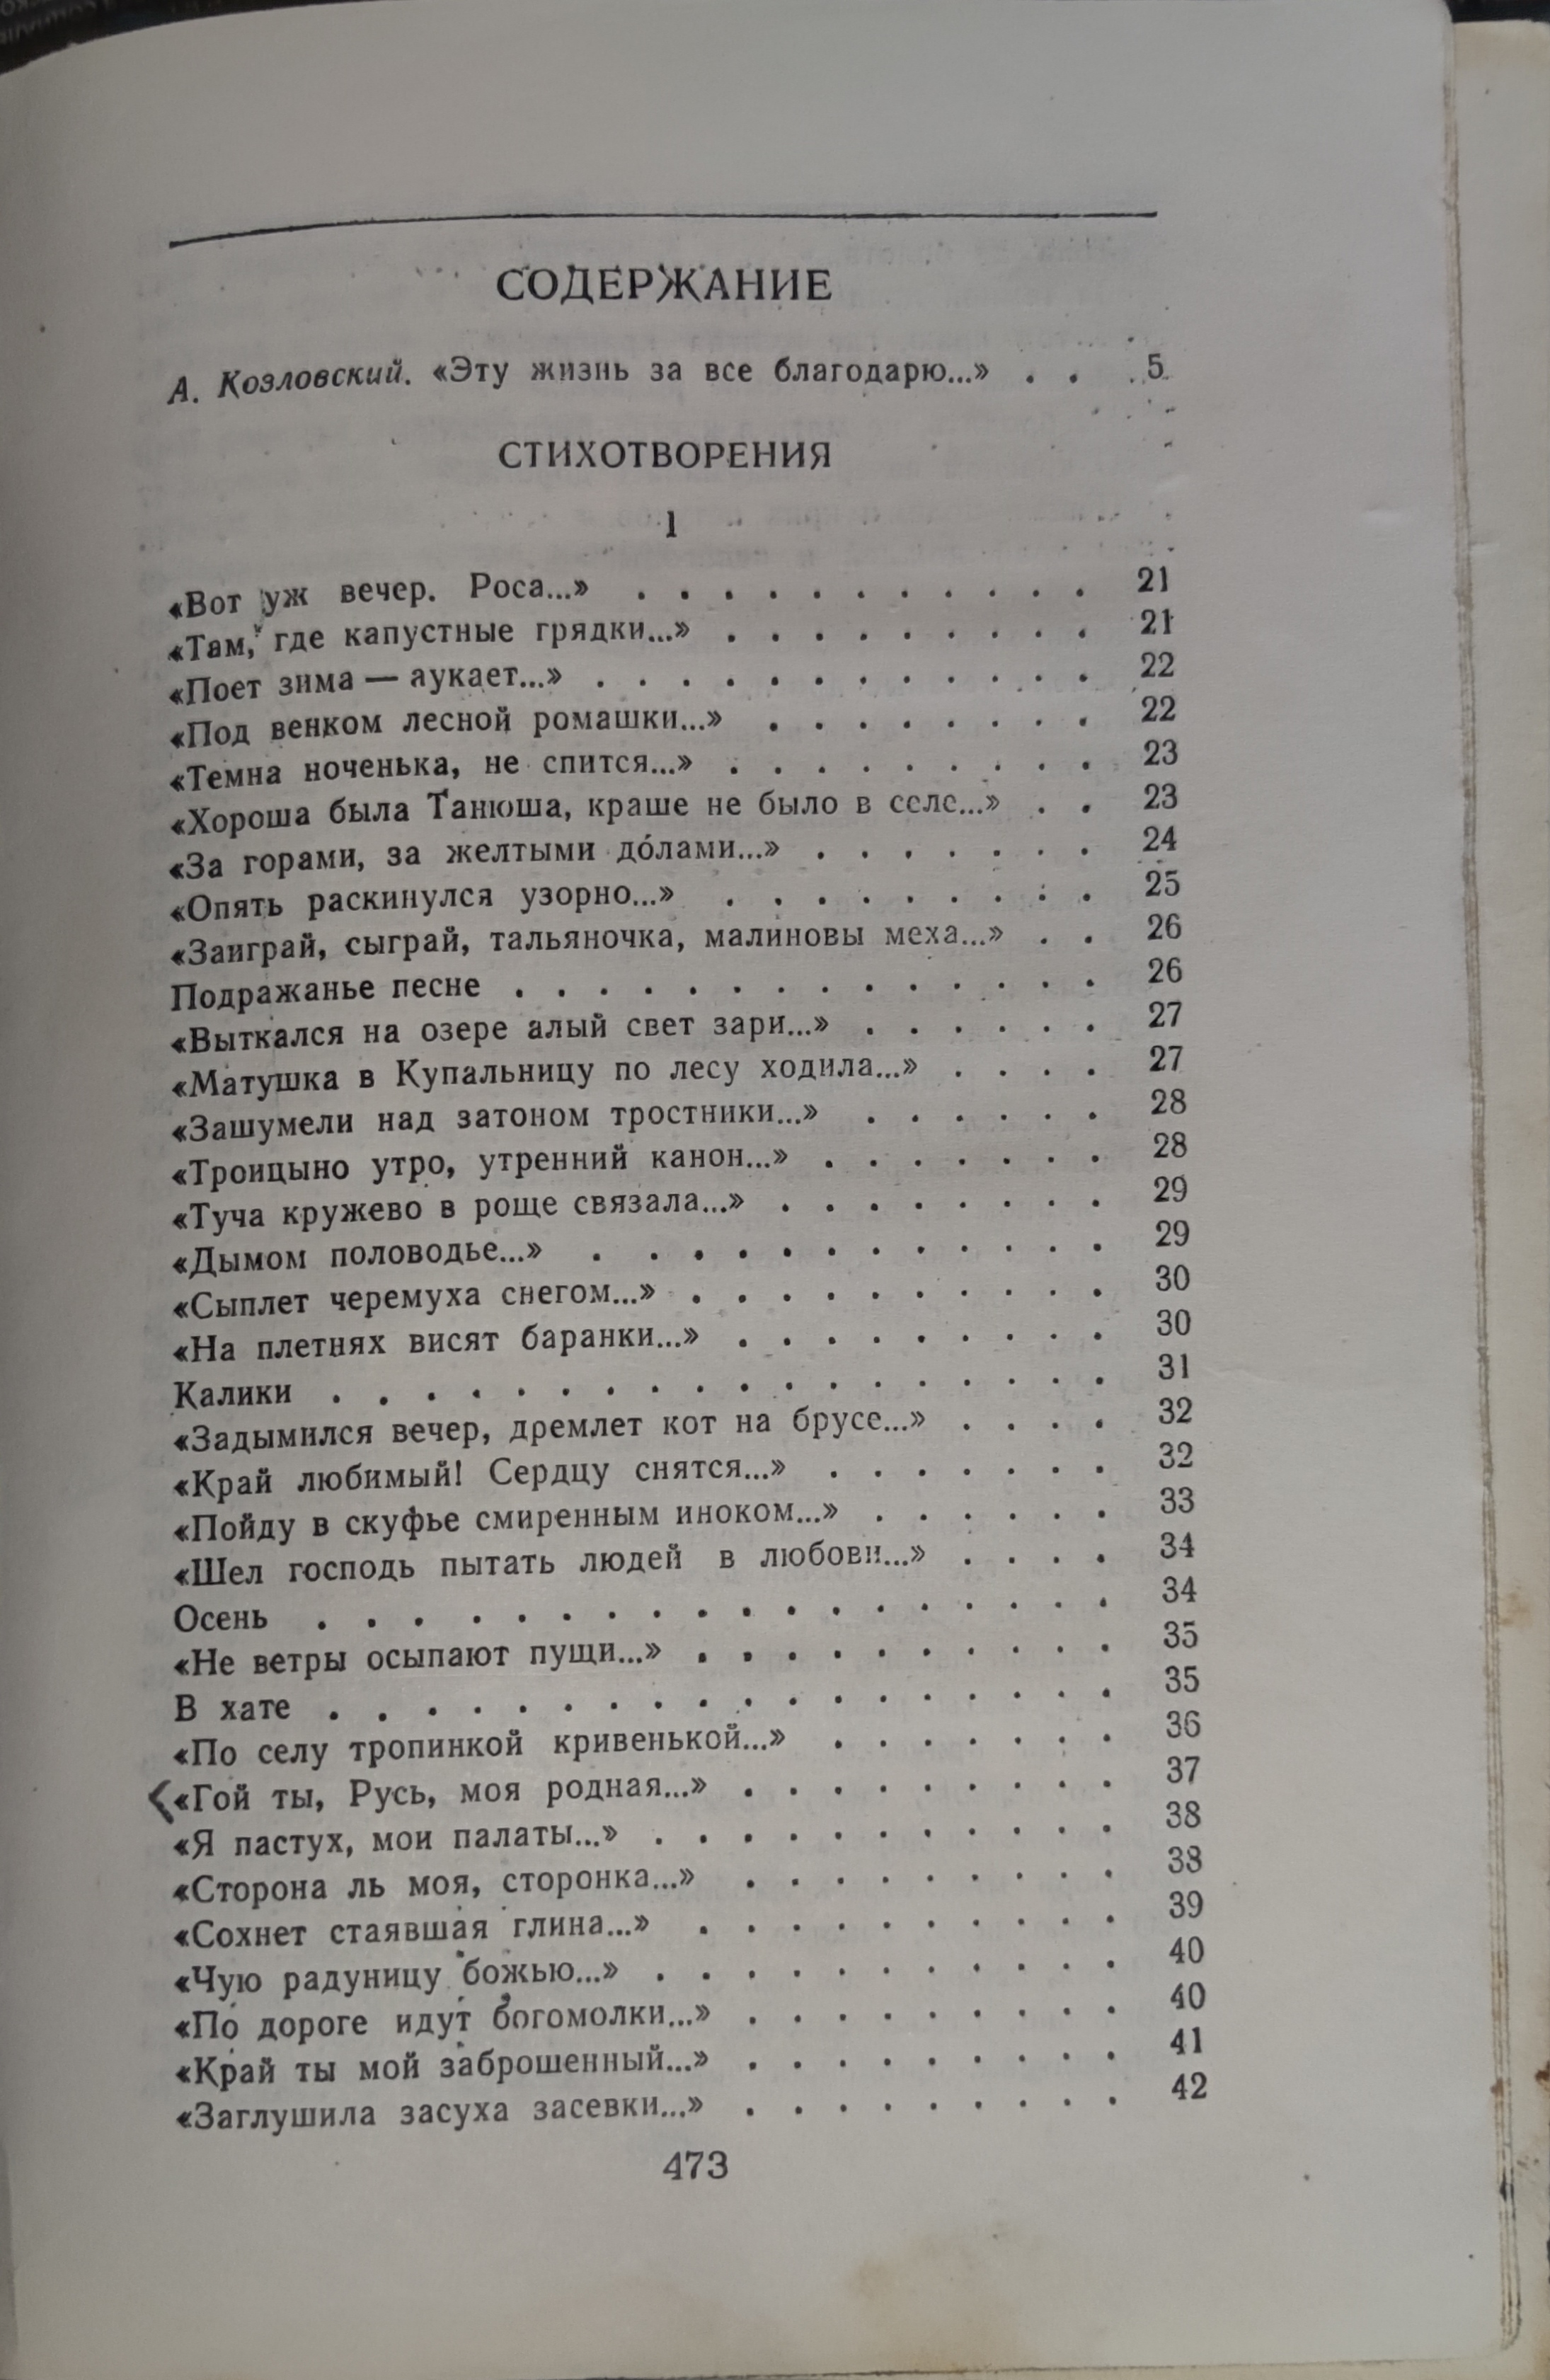 СОДЕРЖАНИЕ
А. Козловский. «Эту жизнь за все благодарю...» . . 5
СТИХОТВОРЕНИЯ
1
«Вот уж вечер. Роса...» . . . . . . . . . . . 21
«Там, где капустные грядки...» . . . . . . . . . 21
«Поет зима — аукает...» . . . . . . . . . . . . 22
«Под венком лесной ромашки...» . . . . . . . . 22
«Темна ноченька, не спится...» . . . . . . . . . 23
«Хороша была Танюша, краше не было в селе...» . . 23
«За горами, за желтыми до́лами...» . . . . . . . 24
«Опять раскинулся узорно...» . . . . . . . . . 25
«Заиграй, сыграй, тальяночка, малиновы меха...» . . 26
Подражанье песне . . . . . . . . . . . . . . 26
«Выткался на озере алый свет зари...» . . . . . . 27
«Матушка в Купальницу по лесу ходила...» . . . . 27
«Зашумели над затоном тростники...» . . . . . . 28
«Троицыно утро, утренний канон...» . . . . . . . 28
«Туча кружево в роще связала...» . . . . . . . . 29
«Дымом половодье...» . . . . . . . . . . . . 29
«Сыплет черемуха снегом...» . . . . . . . . . . 30
«На плетнях висят баранки...» . . . . . . . . . 30
Калики . . . . . . . . . . . . . . . . . . 31
«Задымился вечер, дремлет кот на брусе...» . . . . 32
«Край любимый! Сердцу снятся...» . . . . . . . 32
«Пойду в скуфье смиренным иноком...» . . . . . . 33
«Шел господь пытать людей в любови...» . . . . 34
Осень . . . . . . . . . . . . . . . . . . 34
«Не ветры осыпают пущи...» . . . . . . . . . . 35
В хате . . . . . . . . . . . . . . . . . . 35
«По селу тропинкой кривенькой...» . . . . . . . 36
«Гой ты, Русь, моя родная...» . . . . . . . . . 37
«Я пастух, мои палаты...» . . . . . . . . . . . 38
«Сторона ль моя, сторонка...» . . . . . . . . . 38
«Сохнет стаявшая глина...» . . . . . . . . . . 39
«Чую радуницу божью...» . . . . . . . . . . . 40
«По дороге идут богомолки...» . . . . . . . . . 40
«Край ты мой заброшенный...» . . . . . . . . . 41
«Заглушила засуха засевки...» . . . . . . . . . 42
473